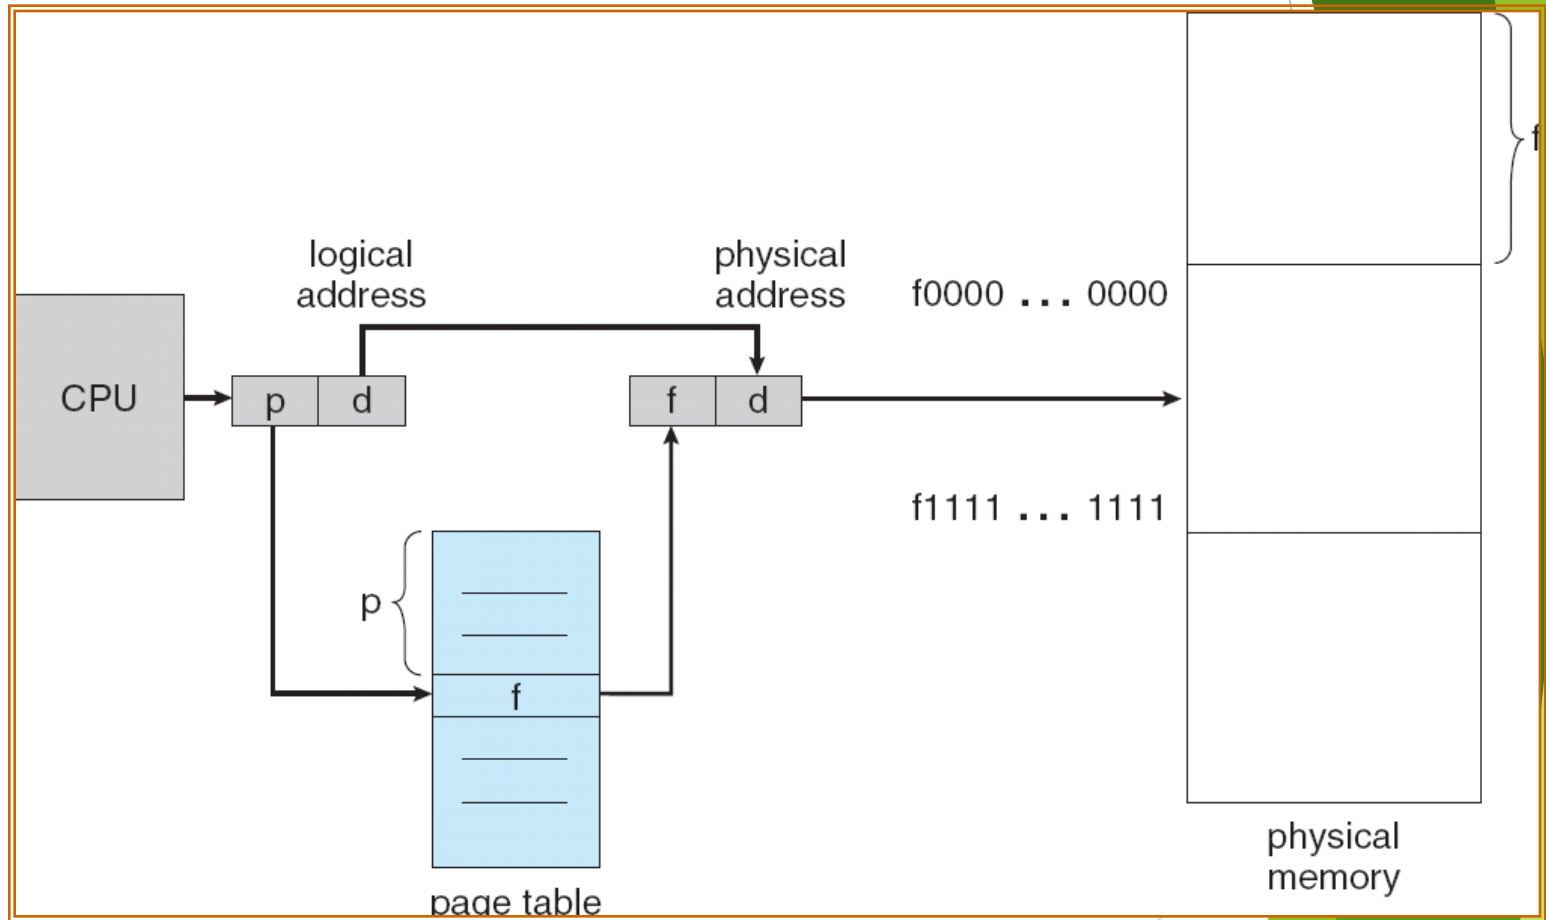 logical
address
physical
address
f0000 ... 0000
f
CPU
p
d
f
d
f1111 ... 1111
p
f
physical
memory
page table